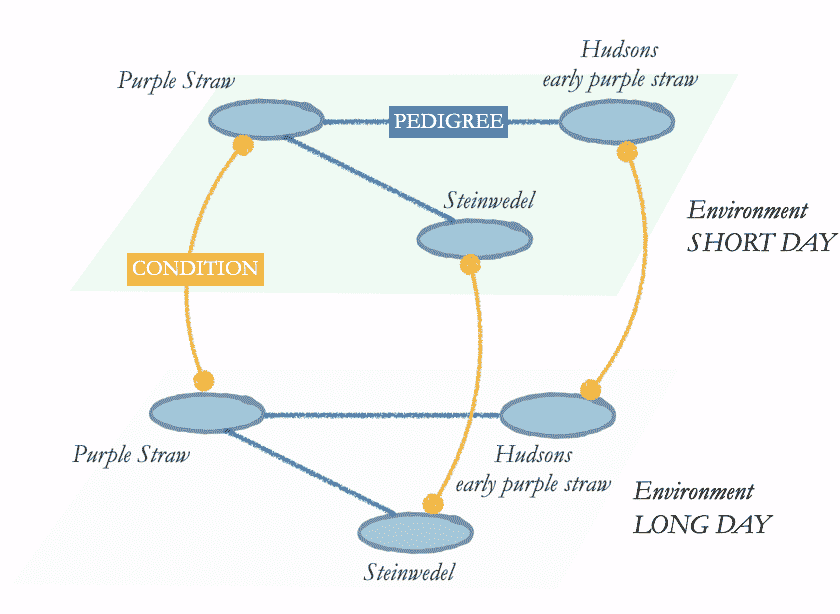 Hudsons
early purple straw
Purple Straw
PEDIGREE
Steinwedel
Environment
SHORT DAY
CONDITION
Purple Straw
Hudsons
early purple straw
Environment
LONG DAY
Steinwedel